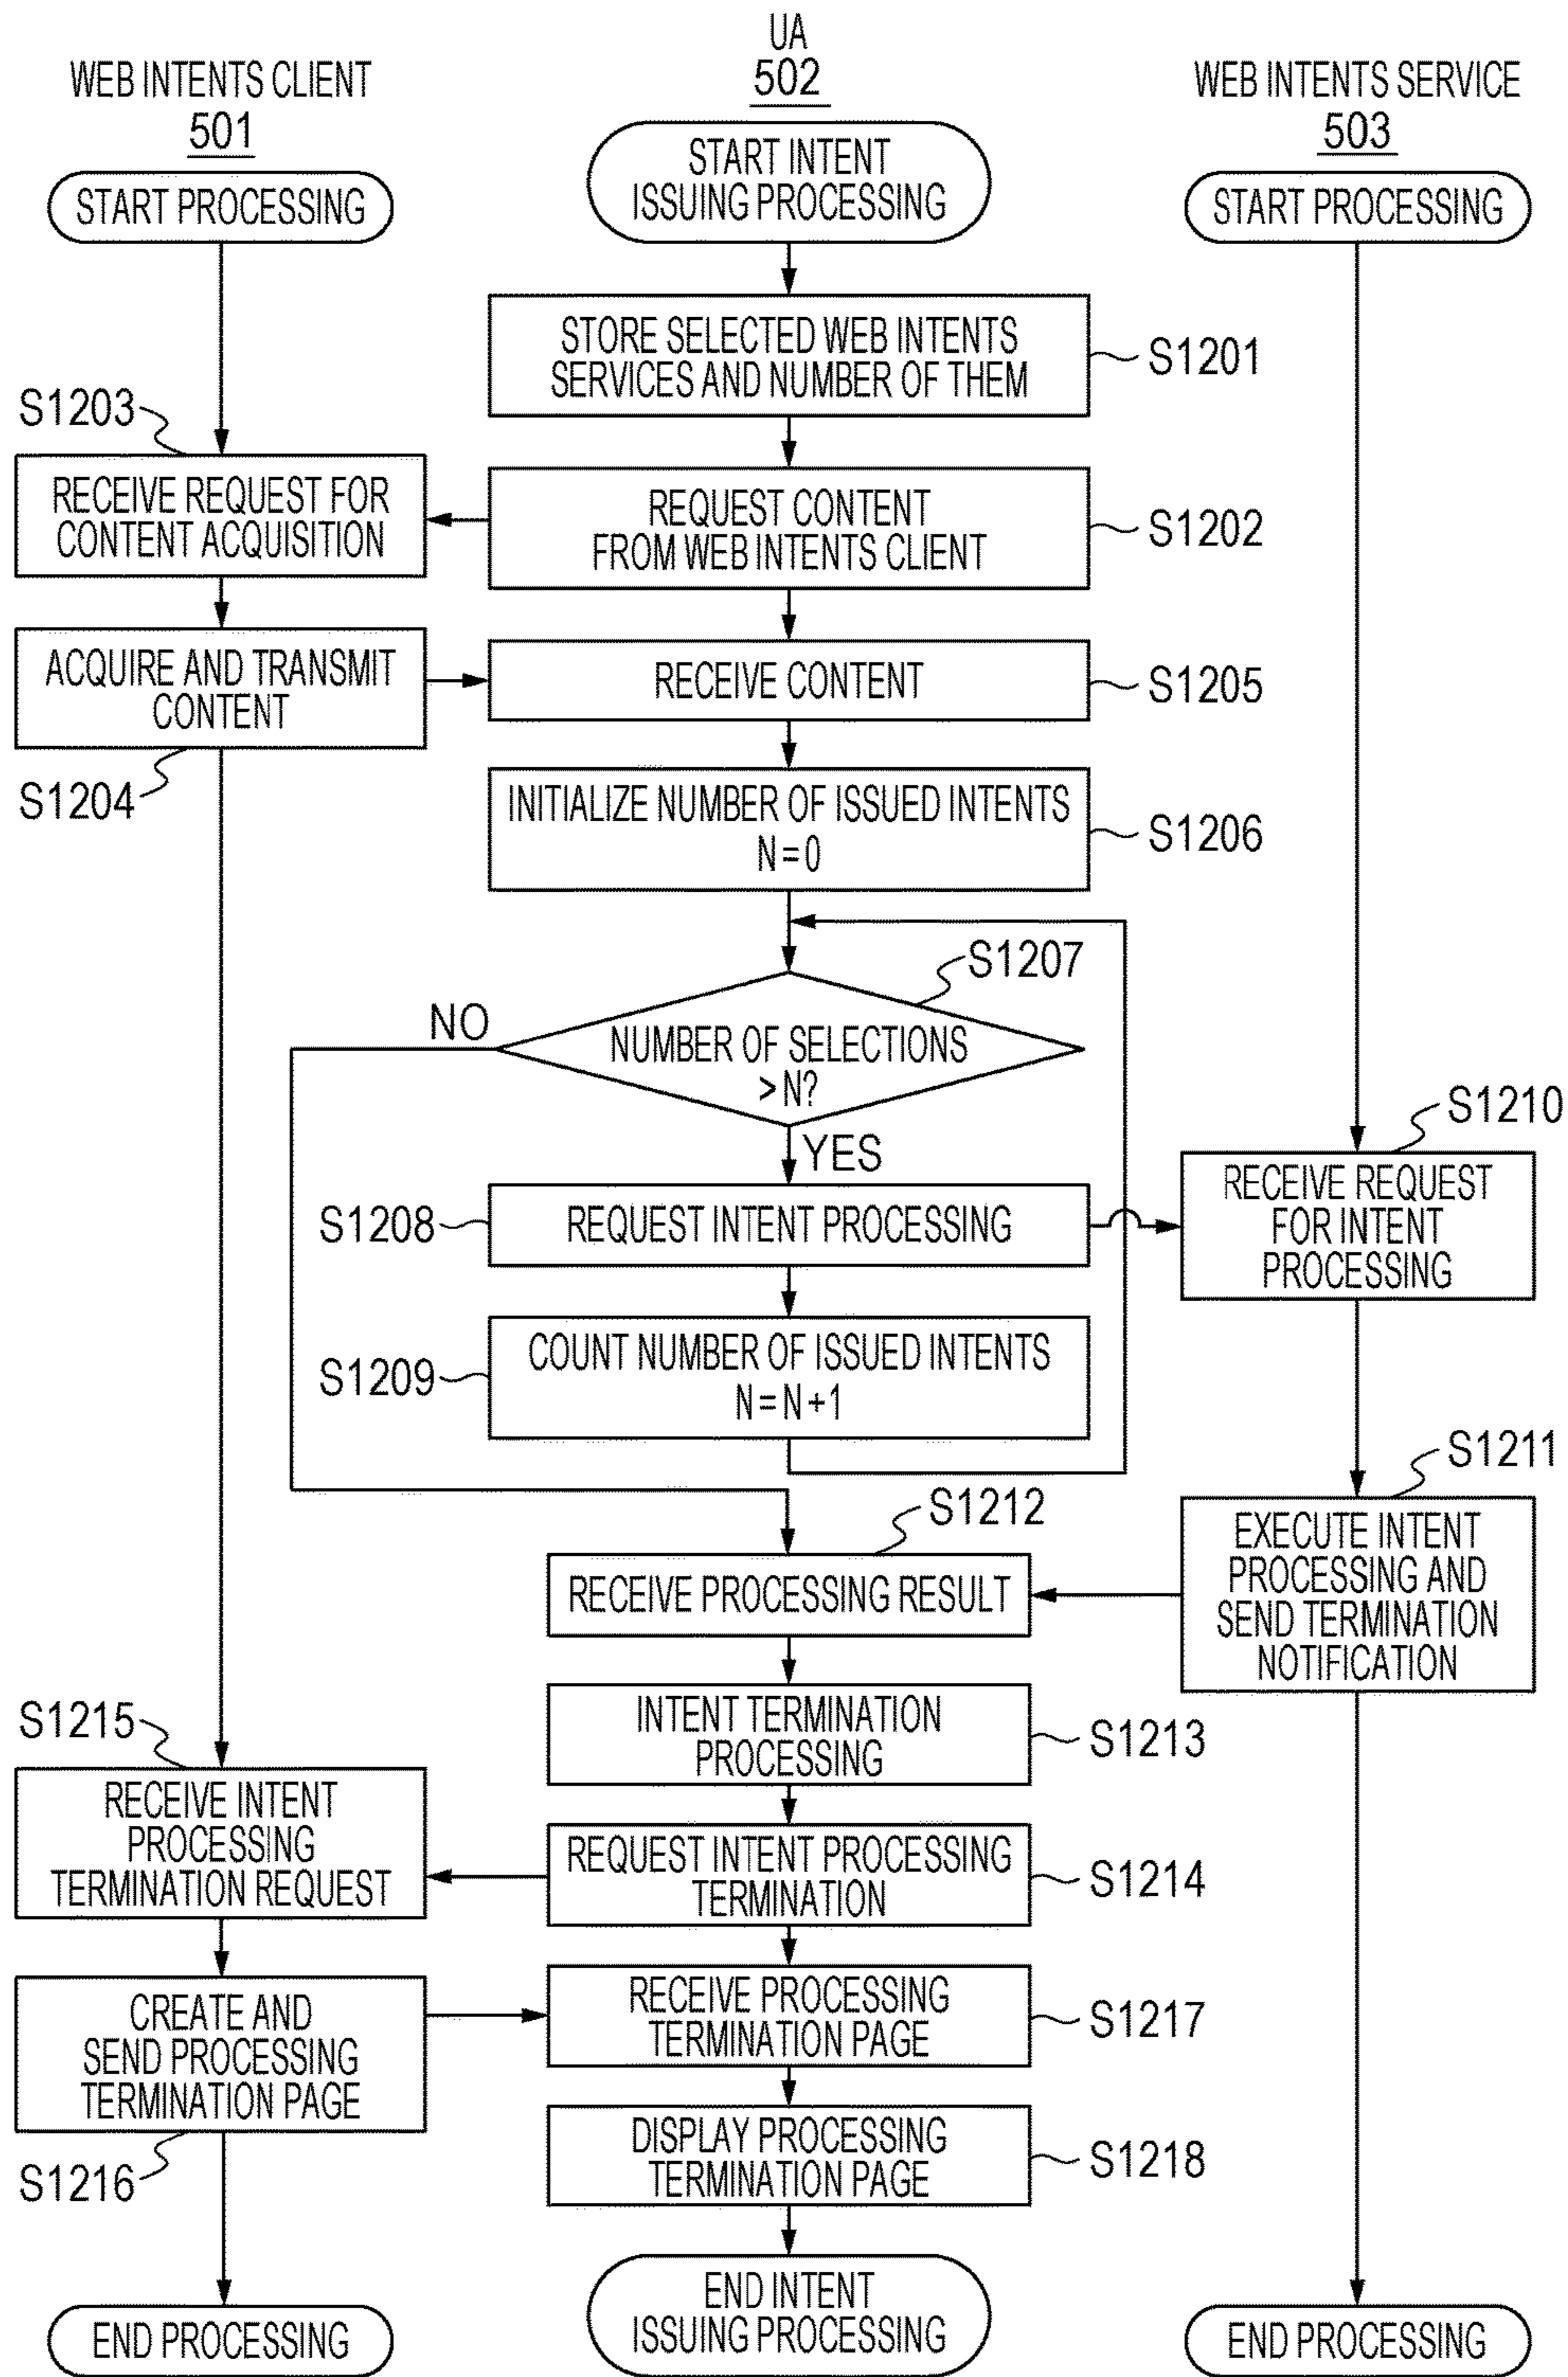 UA
502
WEB INTENTS CLIENT
501
WEB INTENTS SERVICE
503
START PROCESSING
START INTENT
ISSUING PROCESSING
START PROCESSING
STORE SELECTED WEB INTENTS
SERVICES AND NUMBER OF THEM
S1201
S1203
RECEIVE REQUEST FOR
CONTENT ACQUISITION
REQUEST CONTENT
FROM WEB INTENTS CLIENT
S1202
ACQUIRE AND TRANSMIT
CONTENT
S1204
RECEIVE CONTENT
S1205
INITIALIZE NUMBER OF ISSUED INTENTS
N=0
S1206
S1207
NO
NUMBER OF SELECTIONS
>N?
YES
S1208
REQUEST INTENT PROCESSING
S1210
RECEIVE REQUEST
FOR INTENT
PROCESSING
S1209
COUNT NUMBER OF ISSUED INTENTS
N=N+1
S1211
EXECUTE INTENT
PROCESSING AND
SEND TERMINATION
NOTIFICATION
S1212
RECEIVE PROCESSING RESULT
INTENT TERMINATION
PROCESSING
S1213
S1215
RECEIVE INTENT
PROCESSING
TERMINATION REQUEST
REQUEST INTENT PROCESSING
TERMINATION
S1214
CREATE AND
SEND PROCESSING
TERMINATION PAGE
S1216
RECEIVE PROCESSING
TERMINATION PAGE
S1217
DISPLAY PROCESSING
TERMINATION PAGE
S1218
END PROCESSING
END INTENT
ISSUING PROCESSING
END PROCESSING